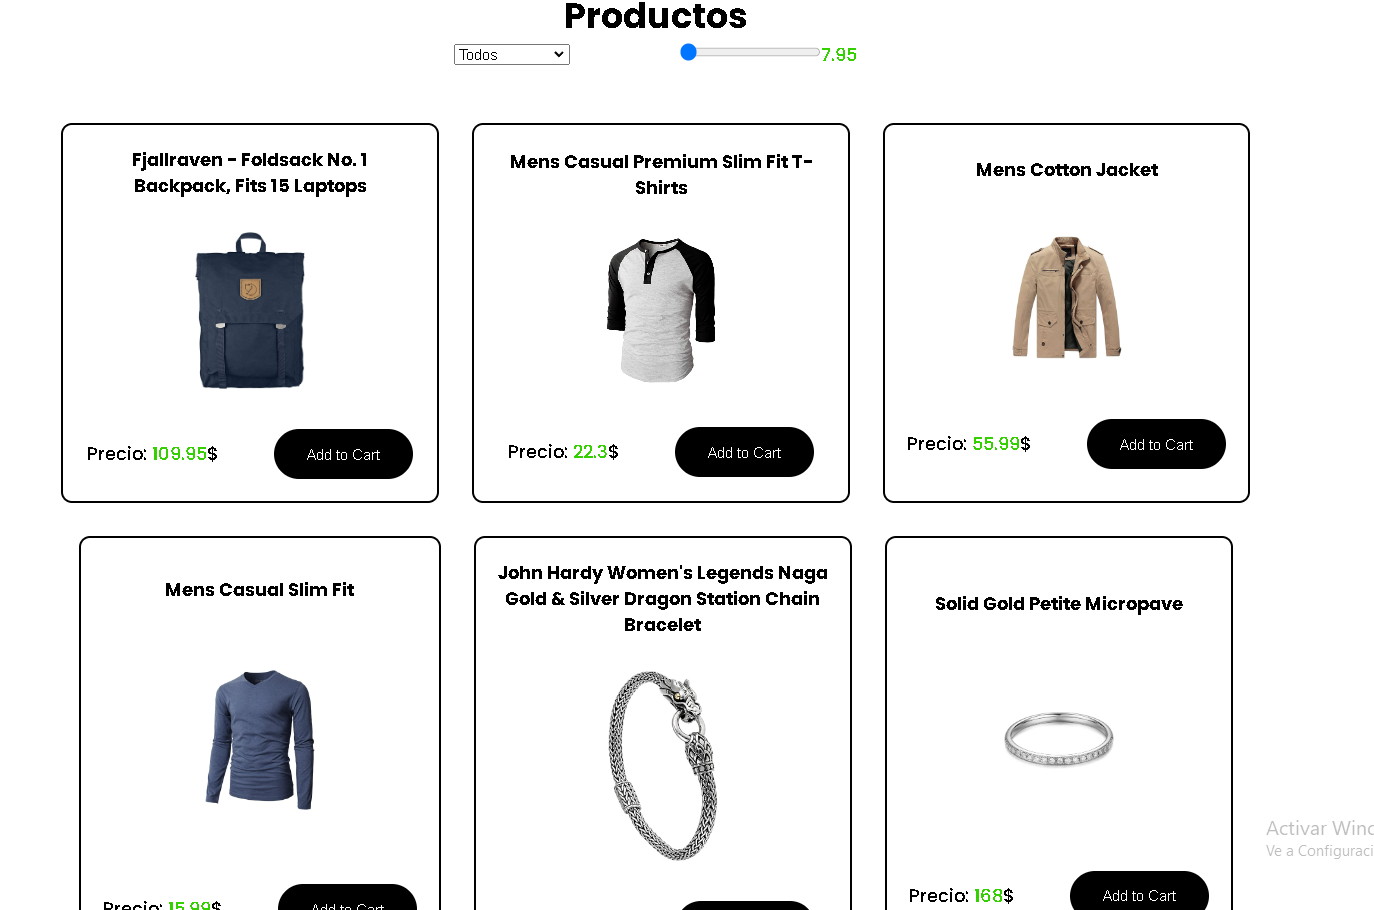 Productos
Todos
7.95
Fjallraven - Foldsack No. 1
Backpack, Fits 15 Laptops
Precio: 109.95$
Add to Cart
Mens Casual Premium Slim Fit T-
Shirts
Precio: 22.3$
Add to Cart
Mens Cotton Jacket
Precio: 55.99$
Add to Cart
Mens Casual Slim Fit
Precio: 15.99$
Add to Cart
John Hardy Women's Legends Naga
Gold & Silver Dragon Station Chain
Bracelet
Solid Gold Petite Micropave
Precio: 168$
Add to Cart
Activar Wind
Ve a Configuraci